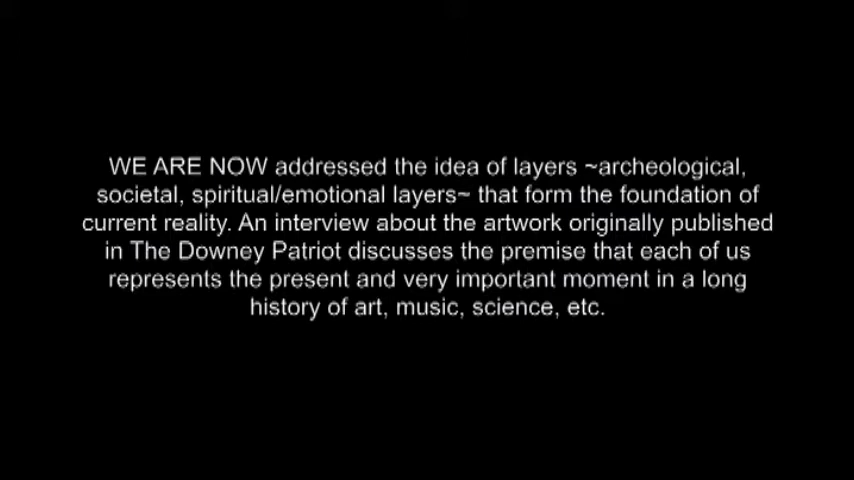 WE ARE NOW addressed the idea of layers ~archeological,
societal, spiritual/emotional layers~ that form the foundation of
current reality. An interview about the artwork originally published
in The Downey Patriot discusses the premise that each of us
represents the present and very important moment in a long
history of art, music, science, etc.